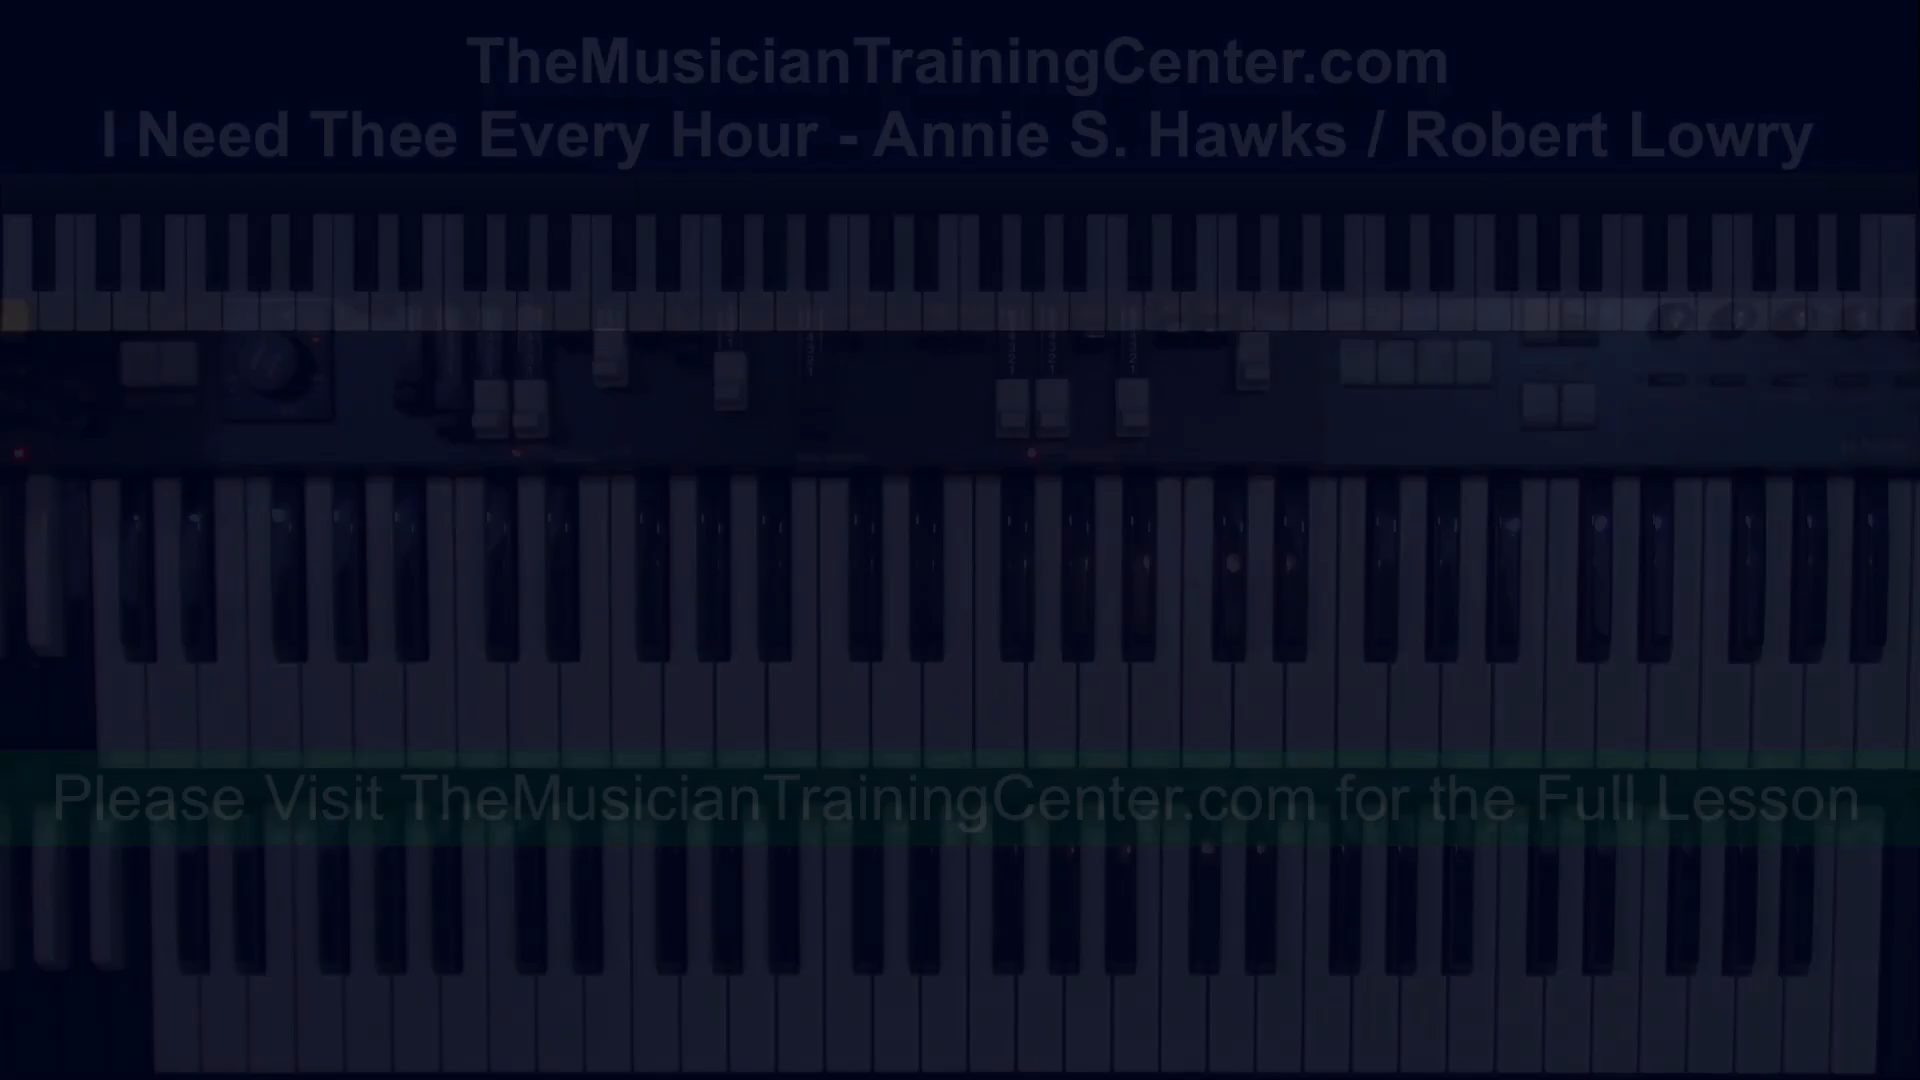 TheMusicianTrainingCenter.com
I Need Thee Every Hour - Annie S. Hawks / Robert Lowry
Please Visit TheMusicianTrainingCenter.com for the Full Lesson